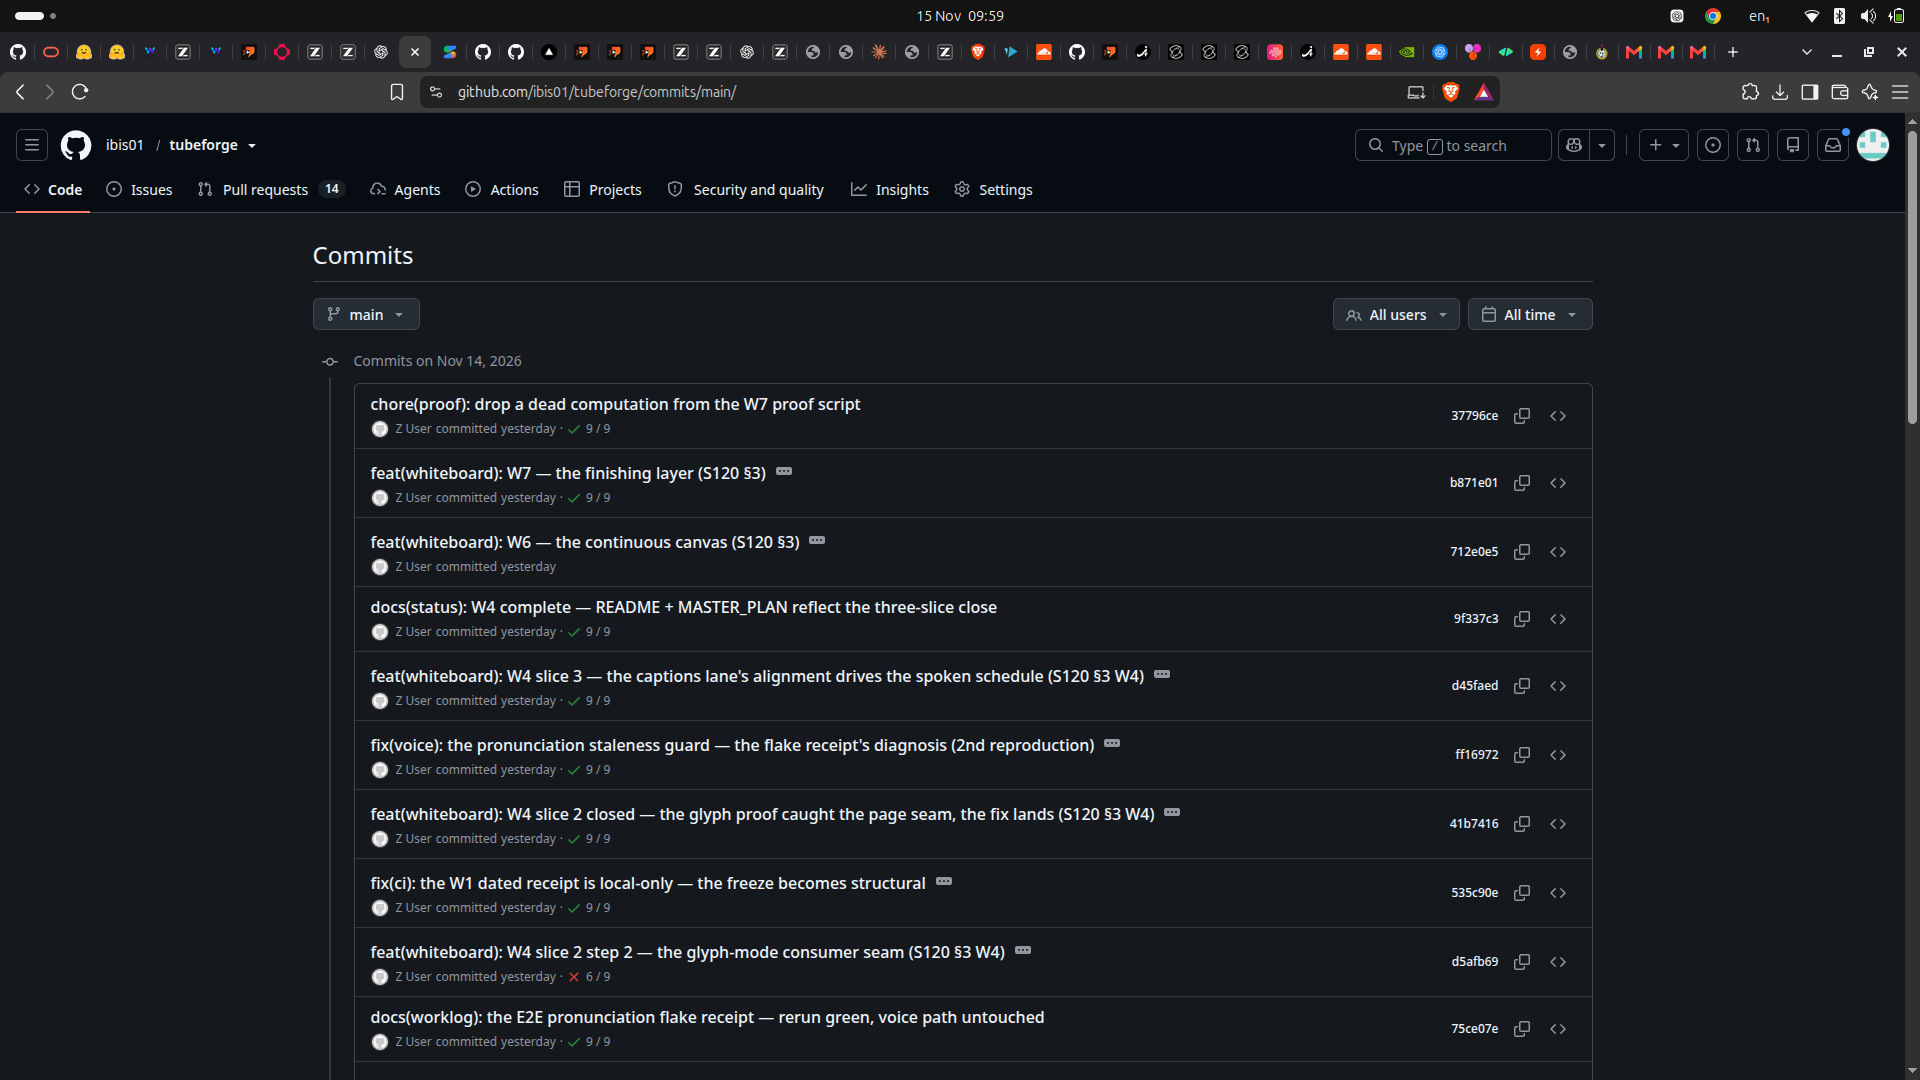 15 Nov 09:59
en₁
github.com/ibis01/tubeforge/commits/main/
ibis01 / tubeforge
Type / to search
Code
Issues
Pull requests 14
Agents
Actions
Projects
Security and quality
Insights
Settings
Commits
main
All users
All time
Commits on Nov 14, 2026
chore(proof): drop a dead computation from the W7 proof script
Z User committed yesterday · 9 / 9
37796ce
feat(whiteboard): W7 — the finishing layer (S120 §3)
Z User committed yesterday · 9 / 9
b871e01
feat(whiteboard): W6 — the continuous canvas (S120 §3)
Z User committed yesterday
712e0e5
docs(status): W4 complete — README + MASTER_PLAN reflect the three-slice close
Z User committed yesterday · 9 / 9
9f337c3
feat(whiteboard): W4 slice 3 — the captions lane's alignment drives the spoken schedule (S120 §3 W4)
Z User committed yesterday · 9 / 9
d45faed
fix(voice): the pronunciation staleness guard — the flake receipt's diagnosis (2nd reproduction)
Z User committed yesterday · 9 / 9
ff16972
feat(whiteboard): W4 slice 2 closed — the glyph proof caught the page seam, the fix lands (S120 §3 W4)
Z User committed yesterday · 9 / 9
41b7416
fix(ci): the W1 dated receipt is local-only — the freeze becomes structural
Z User committed yesterday · 9 / 9
535c90e
feat(whiteboard): W4 slice 2 step 2 — the glyph-mode consumer seam (S120 §3 W4)
Z User committed yesterday · 6 / 9
d5afb69
docs(worklog): the E2E pronunciation flake receipt — rerun green, voice path untouched
Z User committed yesterday · 9 / 9
75ce07e